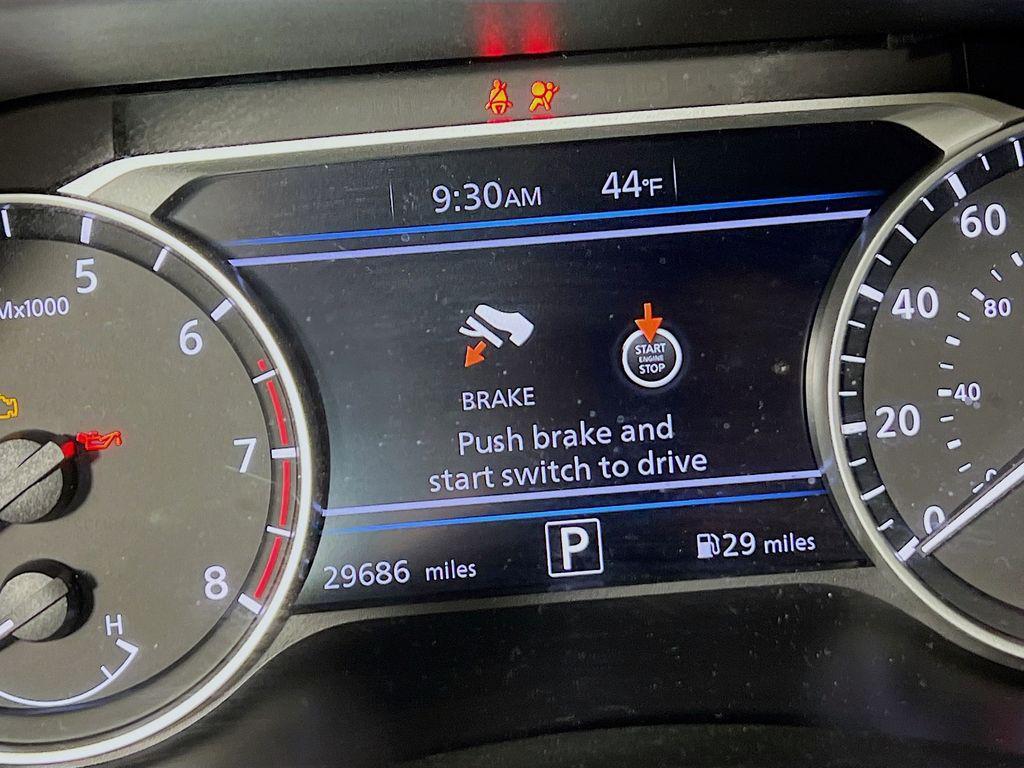 9:30AM 44°F
5
Mx1000
6
7
8
H
START
ENGINE
STOP
BRAKE
Push brake and
start switch to drive
29686 miles
P
29 miles
60
80
40
40
20
0
0